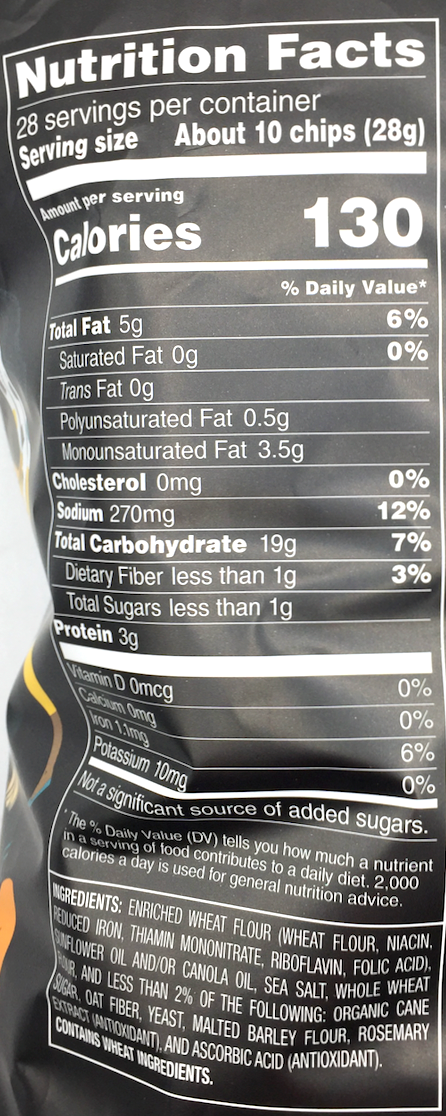 Nutrition Facts
28 servings per container
Serving size About 10 chips (28g)
Amount per serving
Calories 130
% Daily Value*
Total Fat 5g 6%
Saturated Fat 0g 0%
Trans Fat 0g
Polyunsaturated Fat 0.5g
Monounsaturated Fat 3.5g
Cholesterol 0mg 0%
Sodium 270mg 12%
Total Carbohydrate 19g 7%
Dietary Fiber less than 1g 3%
Total Sugars less than 1g
Protein 3g
Vitamin D 0mcg 0%
Calcium 0mg 0%
Iron 1.1mg 6%
Potassium 10mg 0%
Not a significant source of added sugars.
* The % Daily Value (DV) tells you how much a nutrient
in a serving of food contributes to a daily diet. 2,000
calories a day is used for general nutrition advice.
INGREDIENTS: ENRICHED WHEAT FLOUR (WHEAT FLOUR, NIACIN,
REDUCED IRON, THIAMIN MONONITRATE, RIBOFLAVIN, FOLIC ACID),
SUNFLOWER OIL AND/OR CANOLA OIL, SEA SALT, WHOLE WHEAT
FLOUR, AND LESS THAN 2% OF THE FOLLOWING: ORGANIC CANE
SUGAR, OAT FIBER, YEAST, MALTED BARLEY FLOUR, ROSEMARY
EXTRACT (ANTIOXIDANT), AND ASCORBIC ACID (ANTIOXIDANT).
CONTAINS WHEAT INGREDIENTS.